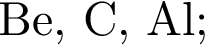 Be, C, Al;